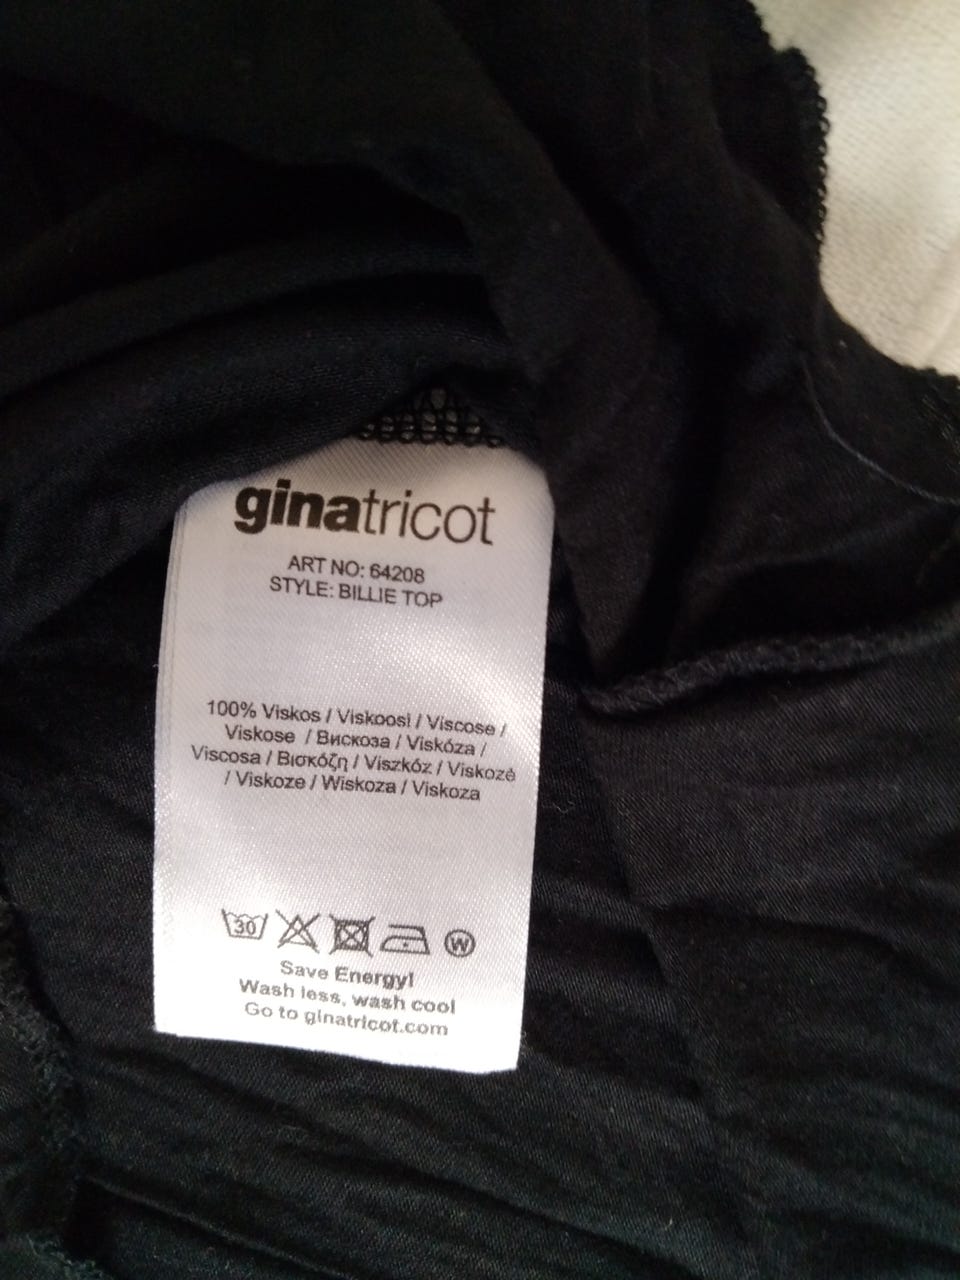 ginatricot
ART NO: 64208
STYLE: BILLIE TOP
100% Viskos / Viskoosi / Viscose /
Viskose / Вискоза / Viskóza /
Viscosa / Βισκόζη / Viszkóz / Viskozė
/ Viskoze / Wiskoza / Viskoza
30 W
Save Energy!
Wash less, wash cool
Go to ginatricot.com